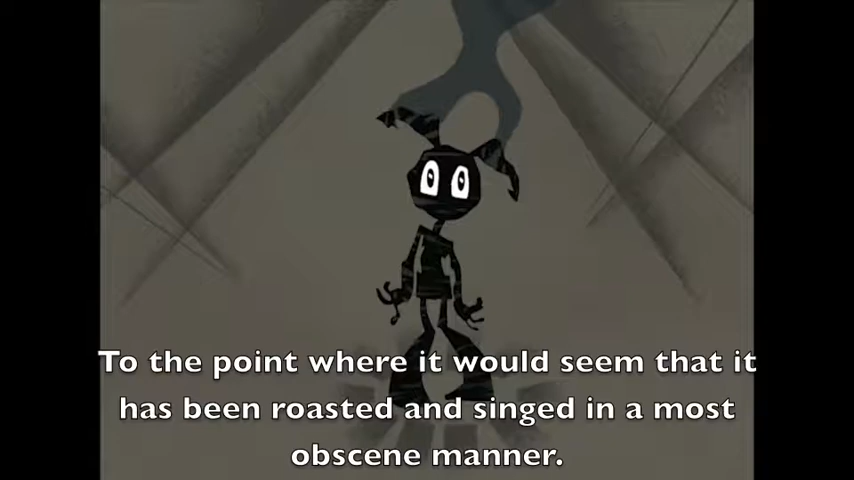 To the point where it would seem that it
has been roasted and singed in a most
obscene manner.